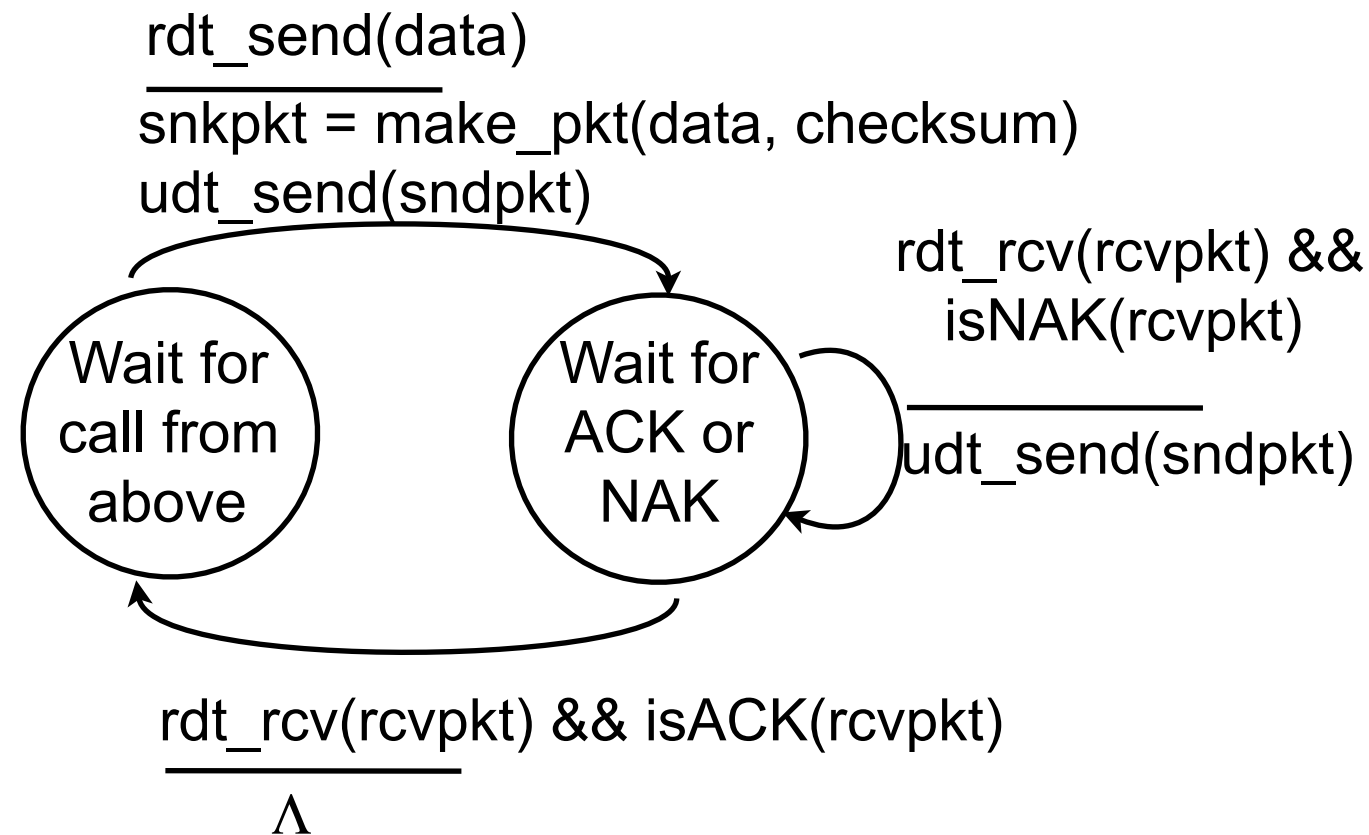 rdt_send(data)
snkpkt = make_pkt(data, checksum)
udt_send(sndpkt)
rdt_rcv(rcvpkt) &&
isNAK(rcvpkt)
udt_send(sndpkt)
Wait for
call from
above
Wait for
ACK or
NAK
rdt_rcv(rcvpkt) && isACK(rcvpkt)
Λ